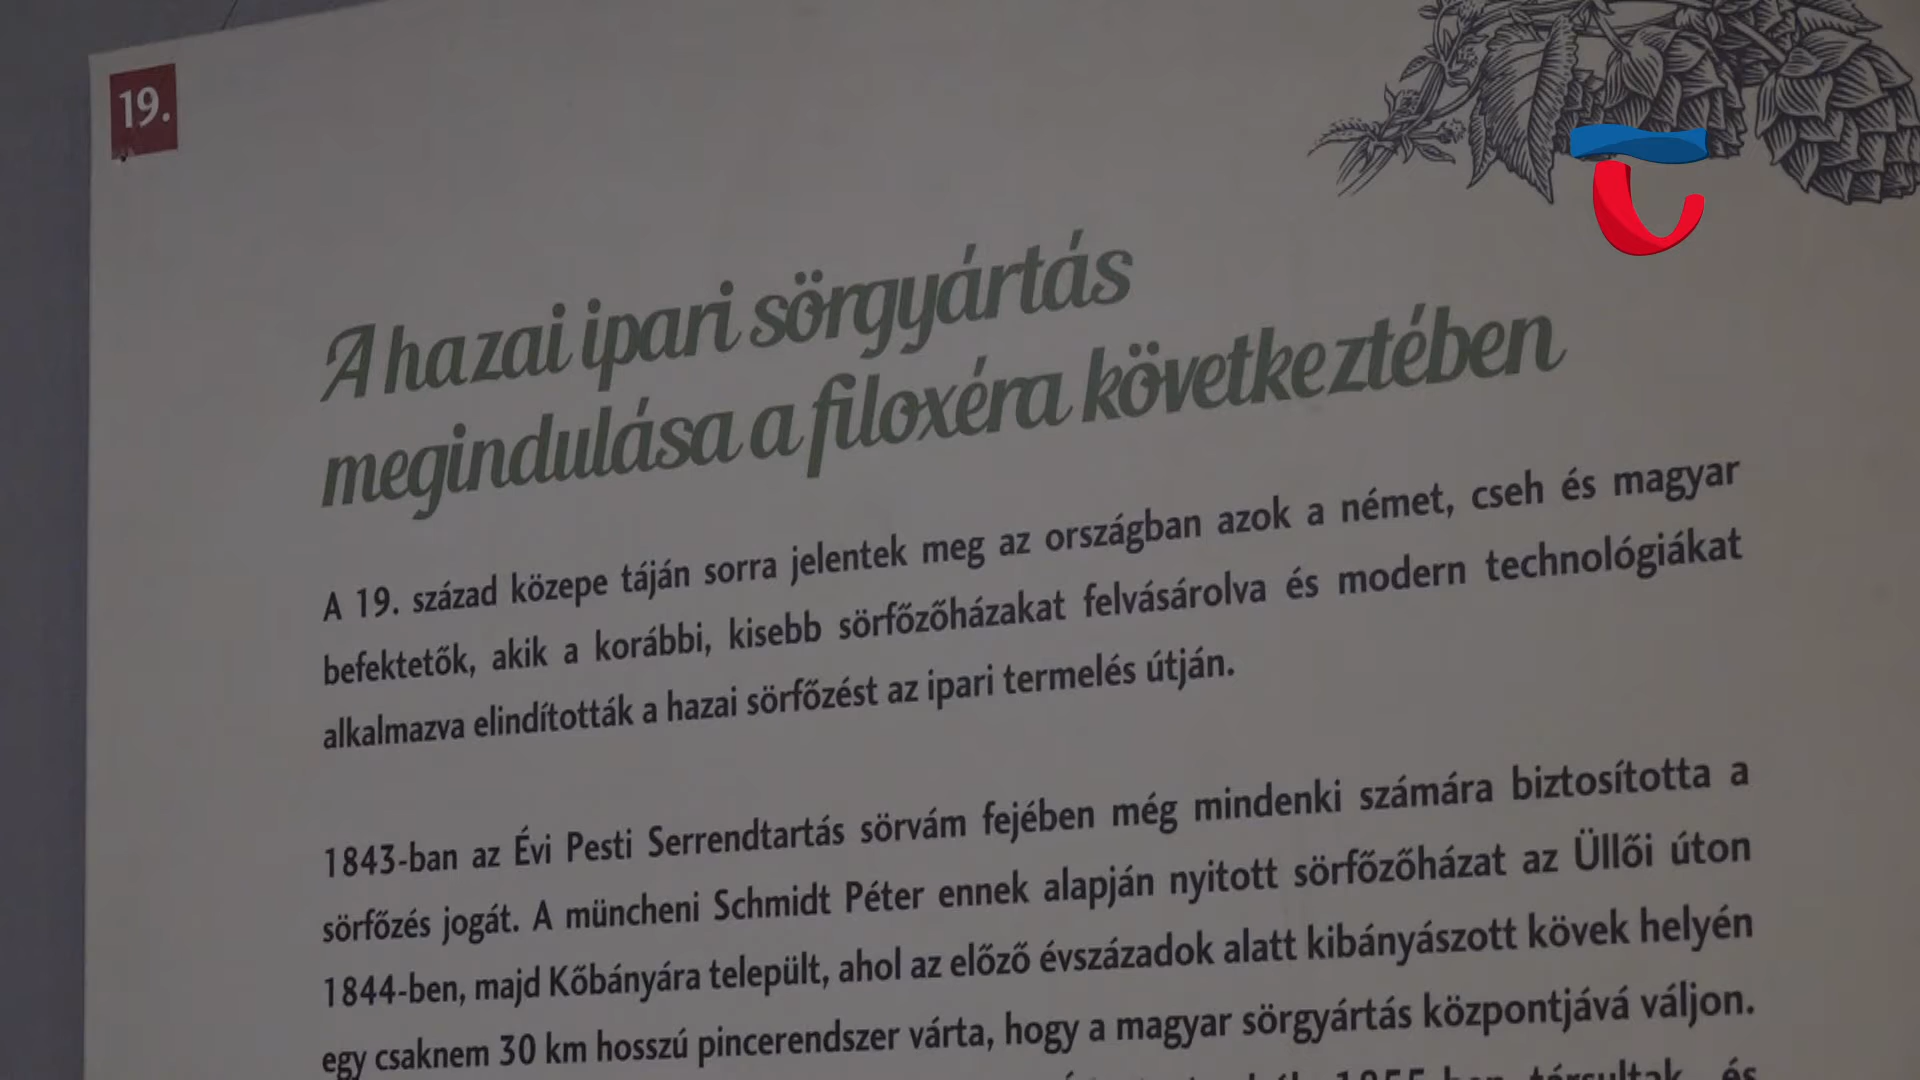 19.
A hazai ipari sörgyártás
megindulása a filoxéra következtében
A 19. század közepe táján sorra jelentek meg az országban azok a német, cseh és magyar
befektetők, akik a korábbi, kisebb sörfőzőházakat felvásárolva és modern technológiákat
alkalmazva elindították a hazai sörfőzést az ipari termelés útján.
1843-ban az Évi Pesti Serrendtartás sörvám fejében még mindenki számára biztosította a
sörfőzés jogát. A müncheni Schmidt Péter ennek alapján nyitott sörfőzőházat az Üllői úton
1844-ben, majd Kőbányára települt, ahol az előző évszázadok alatt kibányászott kövek helyén
egy csaknem 30 km hosszú pincerendszer várta, hogy a magyar sörgyártás központjává váljon.
társultak és